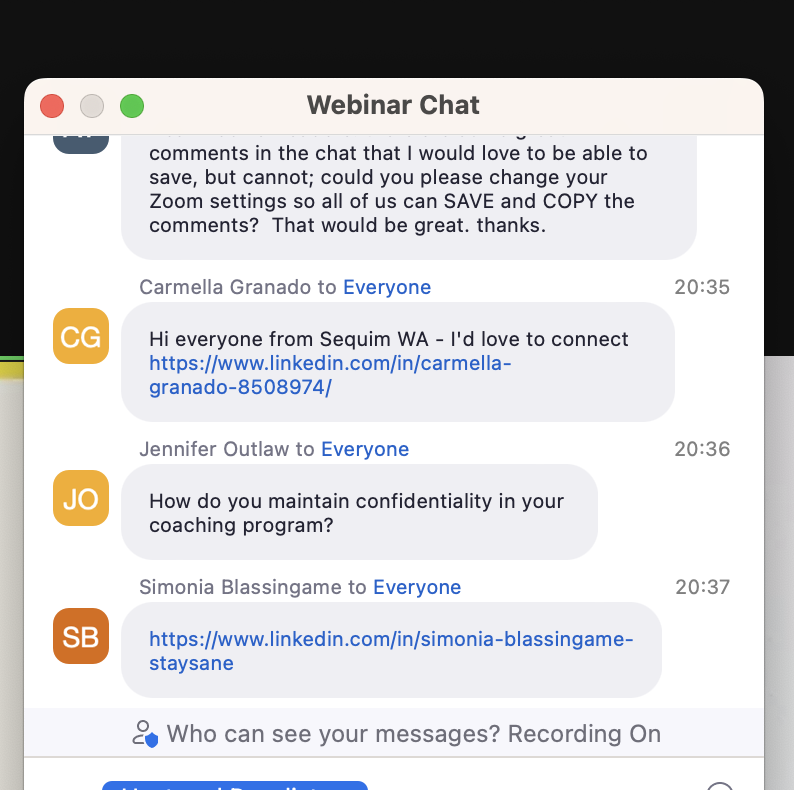 Webinar Chat
comments in the chat that I would love to be able to
save, but cannot; could you please change your
Zoom settings so all of us can SAVE and COPY the
comments?  That would be great. thanks.
Carmella Granado to Everyone 20:35
CG
Hi everyone from Sequim WA - I'd love to connect
https://www.linkedin.com/in/carmella-
granado-8508974/
Jennifer Outlaw to Everyone 20:36
JO
How do you maintain confidentiality in your
coaching program?
Simonia Blassingame to Everyone 20:37
SB
https://www.linkedin.com/in/simonia-blassingame-
staysane
Who can see your messages? Recording On